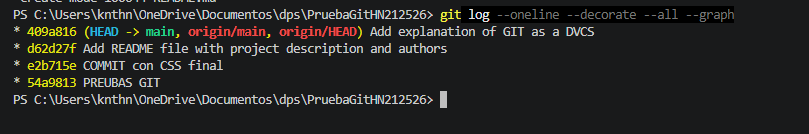 PS C:\Users\knthn\OneDrive\Documentos\dps\PruebaGitHN212526> git log --oneline --decorate --all --graph
* 409a816 (HEAD -> main, origin/main, origin/HEAD) Add explanation of GIT as a DVCS
* d62d27f Add README file with project description and authors
* e2b715e COMMIT con CSS final
* 54a9813 PREUBAS GIT
PS C:\Users\knthn\OneDrive\Documentos\dps\PruebaGitHN212526>